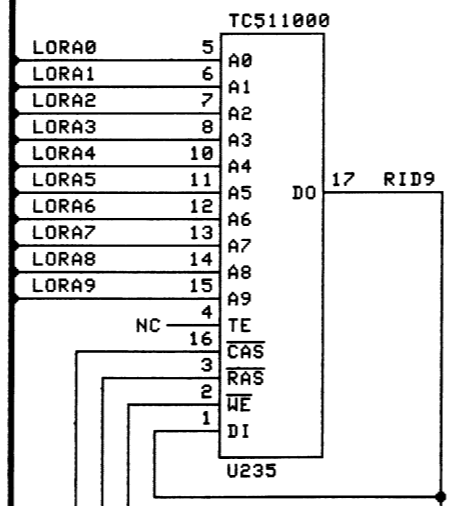 TC511000
LORA0 5 A0
LORA1 6 A1
LORA2 7 A2
LORA3 8 A3
LORA4 10 A4
LORA5 11 A5 DO 17 RID9
LORA6 12 A6
LORA7 13 A7
LORA8 14 A8
LORA9 15 A9
NC 4 TE
16 CAS
3 RAS
2 WE
1 DI
U235